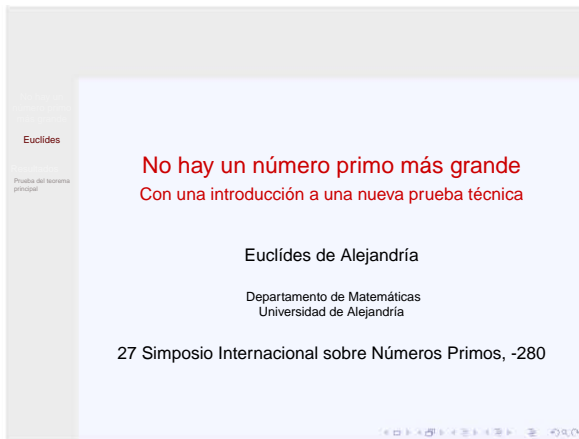 Euclídes
Prueba del teorema
principal
No hay un número primo más grande
Con una introducción a una nueva prueba técnica
Euclídes de Alejandría
Departamento de Matemáticas
Universidad de Alejandría
27 Simposio Internacional sobre Números Primos, -280